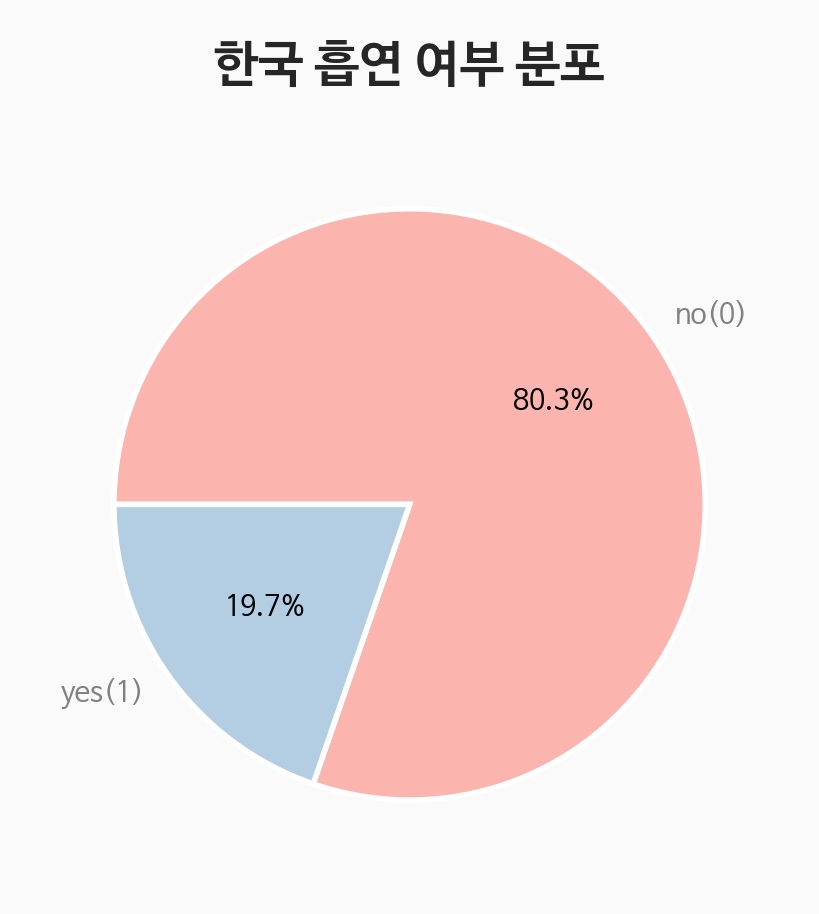 한국 흡연 여부 분포
no(0)
80.3%
19.7%
yes(1)